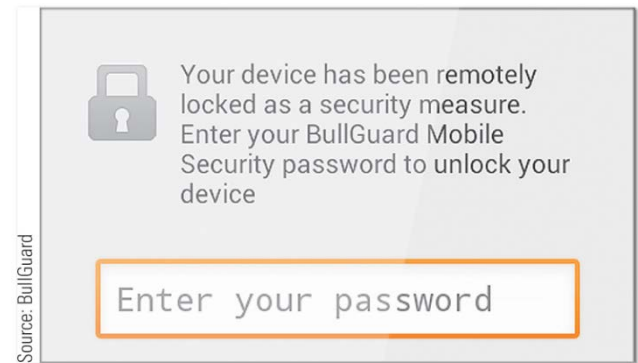 Your device has been remotely
locked as a security measure.
Enter your BullGuard Mobile
Security password to unlock your
device
Enter your password
Source: BullGuard